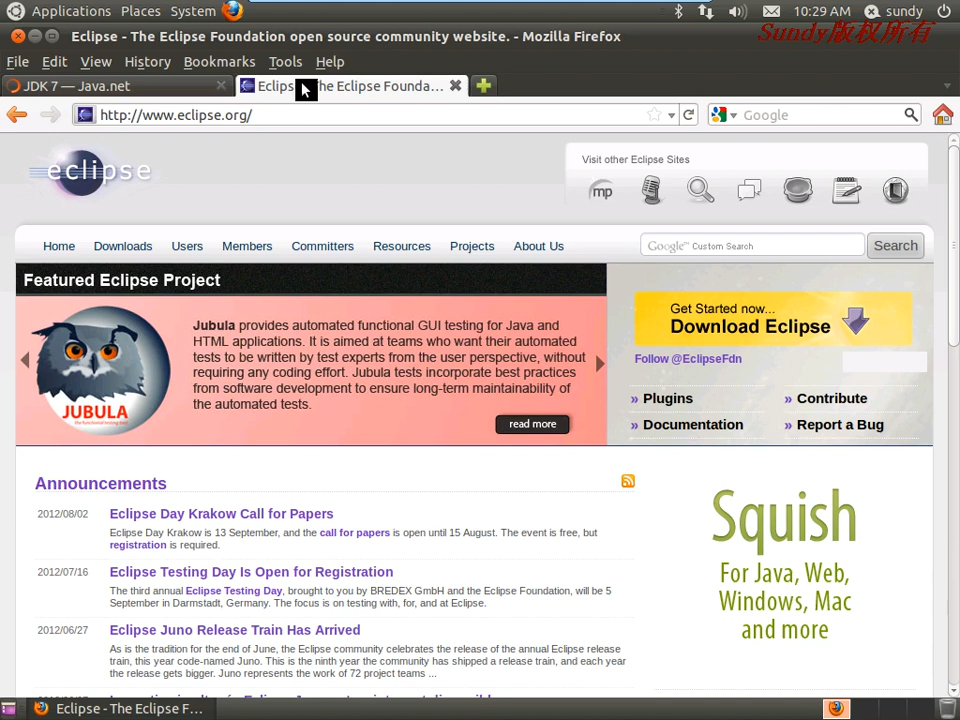 Applications Places System
10:29 AM sundy
Eclipse - The Eclipse Foundation open source community website. - Mozilla Firefox
Sundy版权所有
File Edit View History Bookmarks Tools Help
JDK 7 — Java.net
he Eclipse Founda...
http://www.eclipse.org/
Google
eclipse
Visit other Eclipse Sites
mp
Home Downloads Users Members Committers Resources Projects About Us
Google™ Custom Search
Search
Featured Eclipse Project
Jubula provides automated functional GUI testing for Java and
HTML applications. It is aimed at teams who want their automated
tests to be written by test experts from the user perspective, without
requiring any coding effort. Jubula tests incorporate best practices
from software development to ensure long-term maintainability of
the automated tests.
JUBULA
the functional testing tool
read more
Get Started now...
Download Eclipse
Follow @EclipseFdn
» Plugins
» Contribute
» Documentation
» Report a Bug
Announcements
2012/08/02
Eclipse Day Krakow Call for Papers
Eclipse Day Krakow is 13 September, and the call for papers is open until 15 August. The event is free, but
registration is required.
2012/07/16
Eclipse Testing Day Is Open for Registration
The third annual Eclipse Testing Day, brought to you by BREDEX GmbH and the Eclipse Foundation, will be 5
September in Darmstadt, Germany. The focus is on testing with, for, and at Eclipse.
2012/06/27
Eclipse Juno Release Train Has Arrived
As is the tradition for the end of June, the Eclipse community celebrates the release of the annual Eclipse release
train, this year code-named Juno. This is the ninth year the community has shipped a release train, and each year
the release gets bigger. Juno represents the work of 72 project teams ...
Squish
For Java, Web,
Windows, Mac
and more
Eclipse - The Eclipse F...